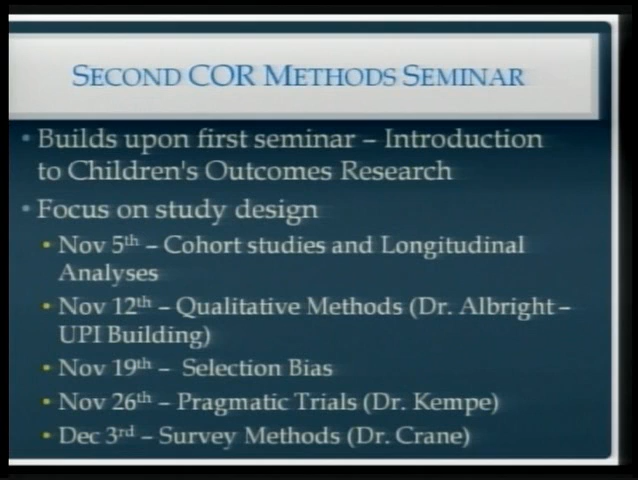 SECOND COR METHODS SEMINAR
• Builds upon first seminar – Introduction
to Children's Outcomes Research
• Focus on study design
• Nov 5th – Cohort studies and Longitudinal
Analyses
• Nov 12th – Qualitative Methods (Dr. Albright –
UPI Building)
• Nov 19th – Selection Bias
• Nov 26th – Pragmatic Trials (Dr. Kempe)
• Dec 3rd – Survey Methods (Dr. Crane)